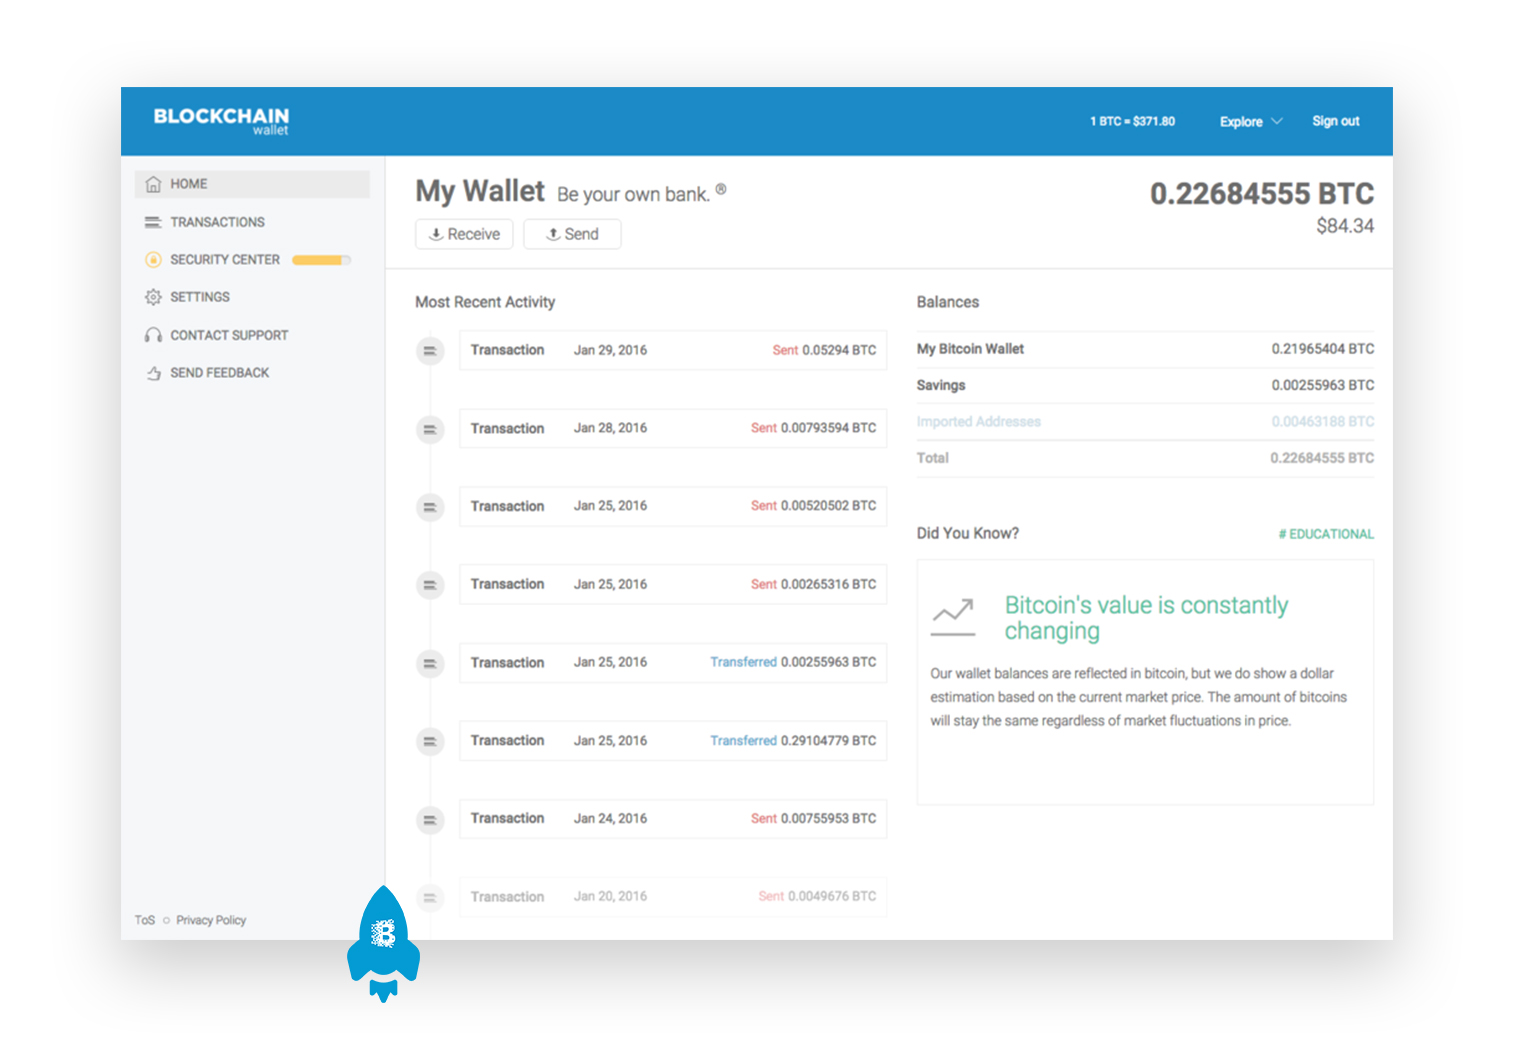 BLOCKCHAIN
wallet
1 BTC = $371.80
Explore
Sign out
HOME
TRANSACTIONS
SECURITY CENTER
SETTINGS
CONTACT SUPPORT
SEND FEEDBACK
ToS
Privacy Policy
My Wallet Be your own bank. ®
Receive
Send
0.22684555 BTC
$84.34
Most Recent Activity
Transaction Jan 29, 2016 Sent 0.05294 BTC
Transaction Jan 28, 2016 Sent 0.00793594 BTC
Transaction Jan 25, 2016 Sent 0.00520502 BTC
Transaction Jan 25, 2016 Sent 0.00265316 BTC
Transaction Jan 25, 2016 Transferred 0.00255963 BTC
Transaction Jan 25, 2016 Transferred 0.29104779 BTC
Transaction Jan 24, 2016 Sent 0.00755953 BTC
Transaction Jan 20, 2016 Sent 0.0049676 BTC
Balances
My Bitcoin Wallet 0.21965404 BTC
Savings 0.00255963 BTC
Imported Addresses 0.00463188 BTC
Total 0.22684555 BTC
Did You Know?
# EDUCATIONAL
Bitcoin's value is constantly
changing
Our wallet balances are reflected in bitcoin, but we do show a dollar
estimation based on the current market price. The amount of bitcoins
will stay the same regardless of market fluctuations in price.